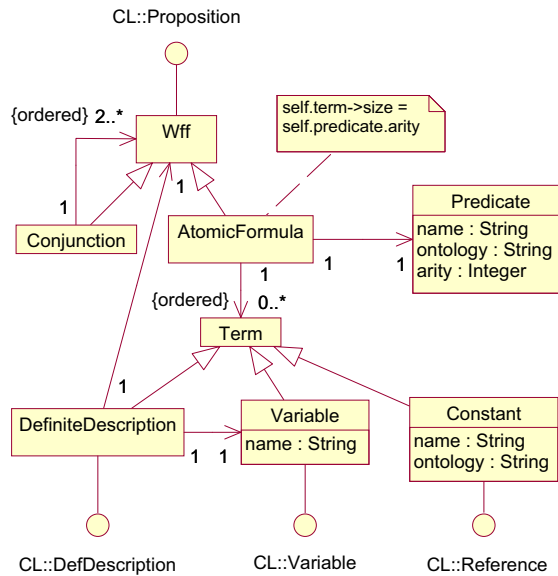 CL::Proposition
{ordered}
2..*
Wff
self.term->size =
self.predicate.arity
1
1
Conjunction
AtomicFormula
Predicate
name : String
ontology : String
arity : Integer
1
1
1
{ordered}
0..*
Term
1
DefiniteDescription
1
1
Variable
name : String
Constant
name : String
ontology : String
CL::DefDescription
CL::Variable
CL::Reference